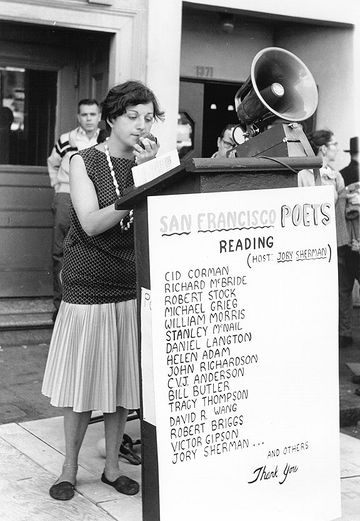 1371
SAN FRANCISCO POETS
READING
(HOST: JORY SHERMAN)
CID CORMAN
RICHARD McBRIDE
ROBERT STOCK
MICHAEL GRIEG
WILLIAM MORRIS
STANLEY McNAIL
DANIEL LANGTON
HELEN ADAM
JOHN RICHARDSON
C.V.J. ANDERSON
BILL BUTLER
TRACY THOMPSON
DAVID R. WANG
ROBERT BRIGGS
VICTOR GIPSON
JORY SHERMAN ...
AND OTHERS
Thank You